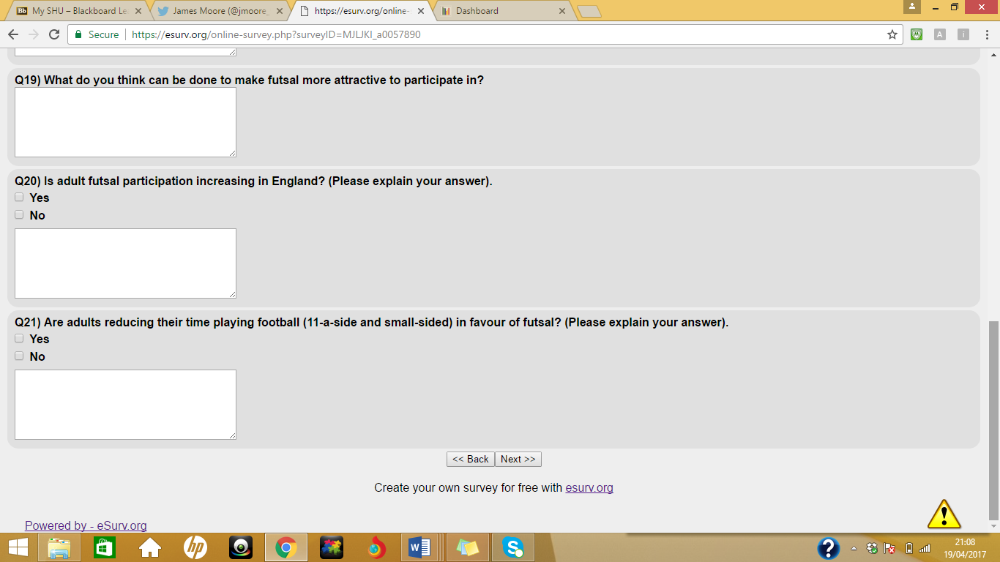 My SHU – Blackboard Le
James Moore (@jmoore_
https://esurv.org/online-
Dashboard
Secure
https://esurv.org/online-survey.php?surveyID=MJLJKI_a0057890
Q19) What do you think can be done to make futsal more attractive to participate in?
Q20) Is adult futsal participation increasing in England? (Please explain your answer).
Yes
No
Q21) Are adults reducing their time playing football (11-a-side and small-sided) in favour of futsal? (Please explain your answer).
Yes
No
<< Back
Next >>
Create your own survey for free with esurv.org
Powered by - eSurv.org
21:08
19/04/2017